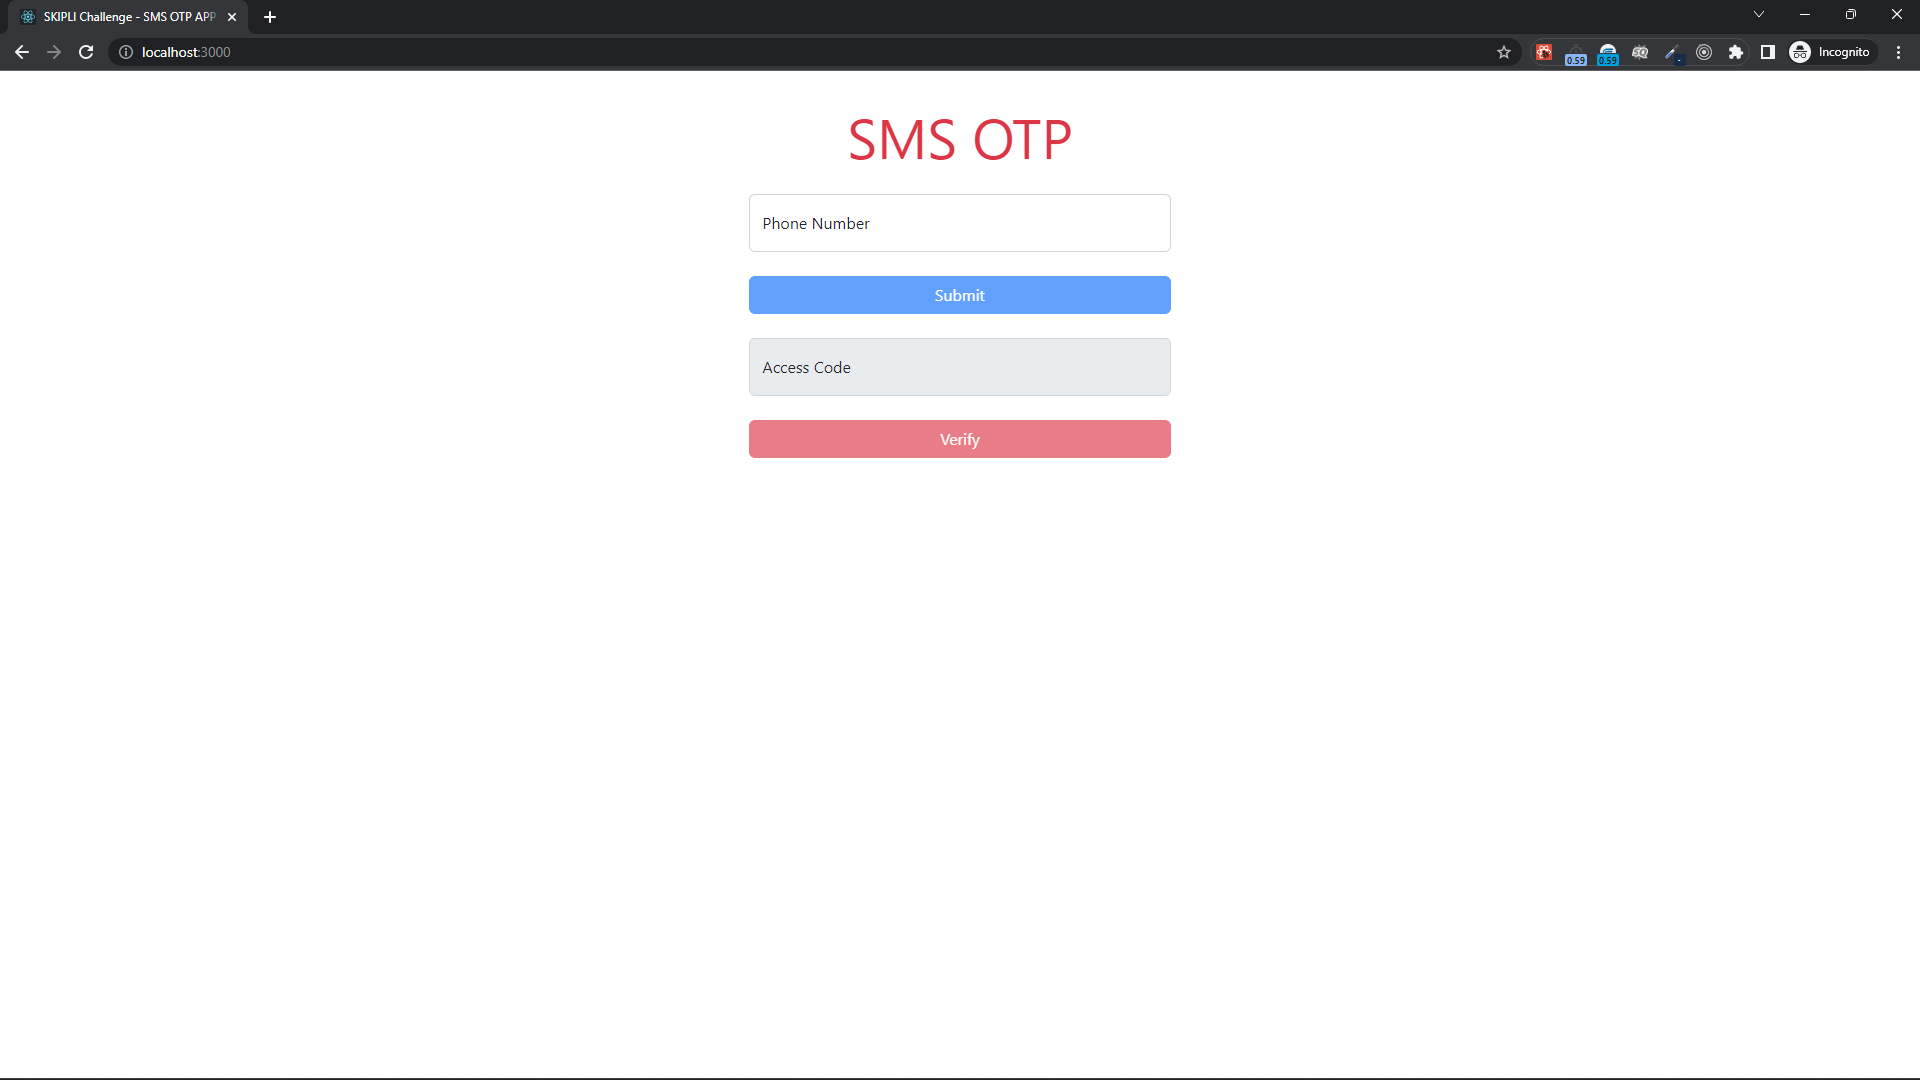 SKIPLI Challenge - SMS OTP APP
localhost:3000
0.59
0.59
Incognito
SMS OTP
Phone Number
Submit
Access Code
Verify